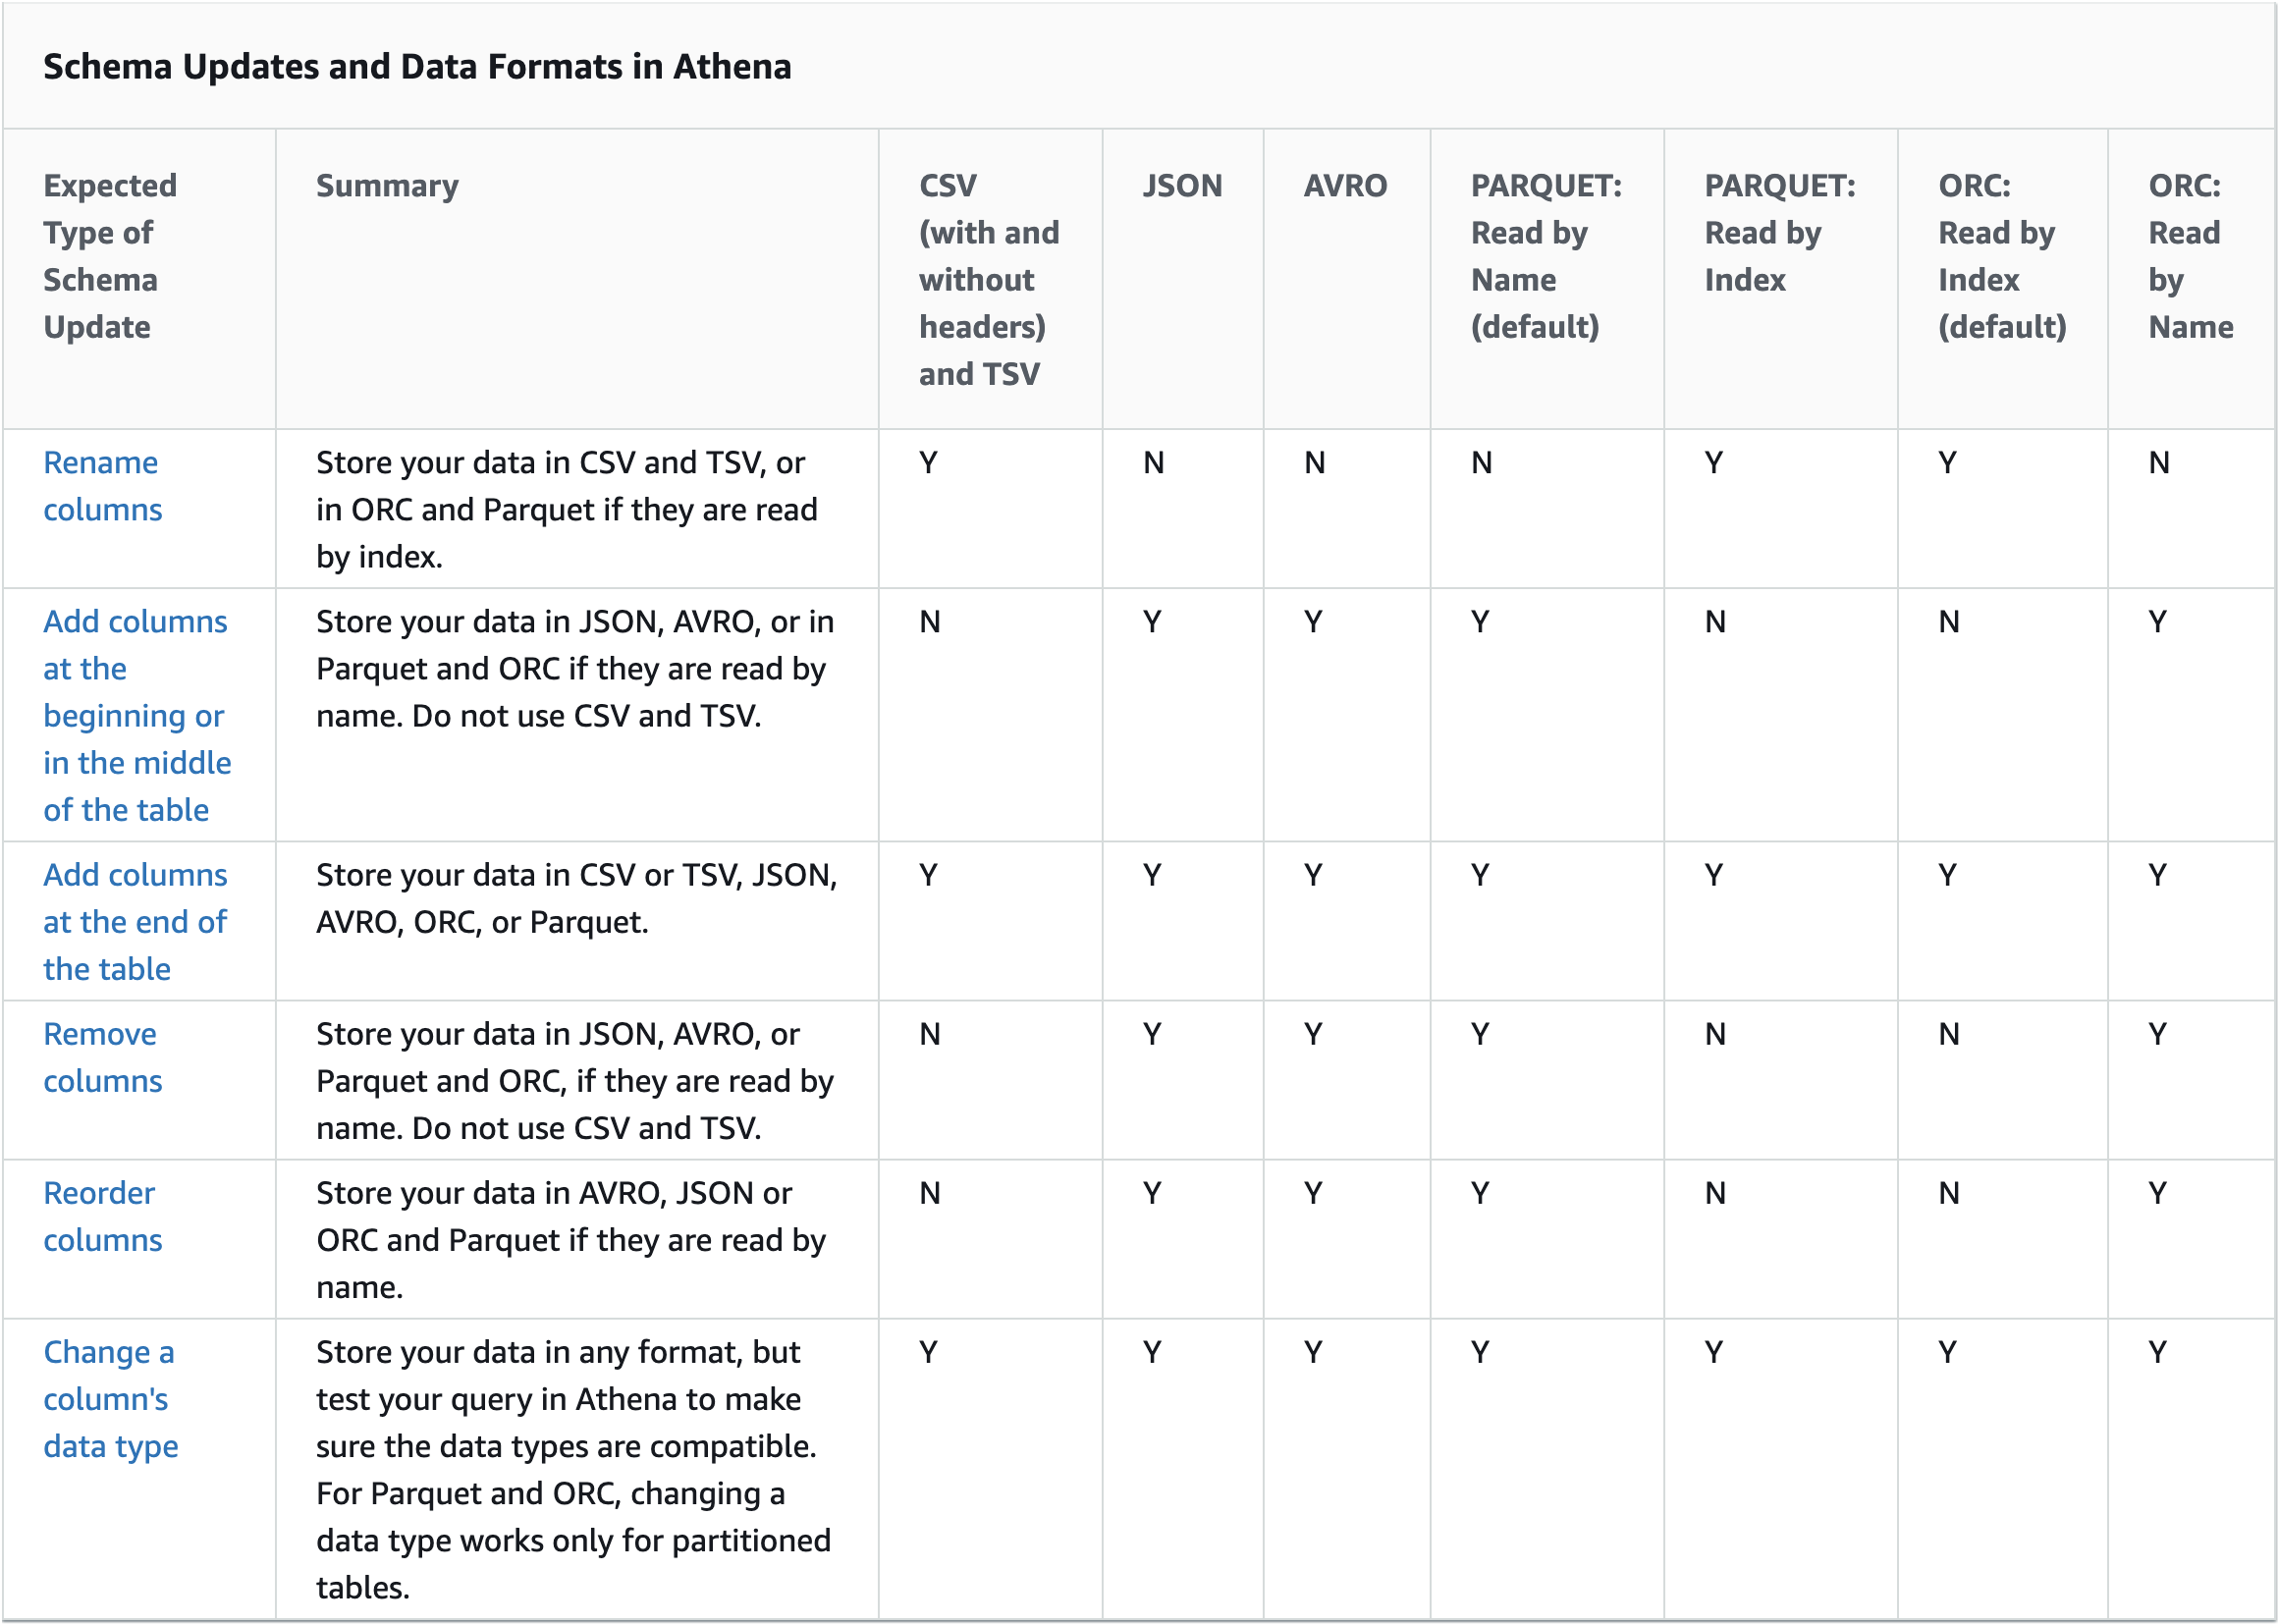 Schema Updates and Data Formats in Athena
Expected
Type of
Schema
Update
Summary
CSV
(with and
without
headers)
and TSV
JSON
AVRO
PARQUET:
Read by
Name
(default)
PARQUET:
Read by
Index
ORC:
Read by
Index
(default)
ORC:
Read
by
Name
Rename
columns
Store your data in CSV and TSV, or
in ORC and Parquet if they are read
by index.
Y
N
N
N
Y
Y
N
Add columns
at the
beginning or
in the middle
of the table
Store your data in JSON, AVRO, or in
Parquet and ORC if they are read by
name. Do not use CSV and TSV.
N
Y
Y
Y
N
N
Y
Add columns
at the end of
the table
Store your data in CSV or TSV, JSON,
AVRO, ORC, or Parquet.
Y
Y
Y
Y
Y
Y
Y
Remove
columns
Store your data in JSON, AVRO, or
Parquet and ORC, if they are read by
name. Do not use CSV and TSV.
N
Y
Y
Y
N
N
Y
Reorder
columns
Store your data in AVRO, JSON or
ORC and Parquet if they are read by
name.
N
Y
Y
Y
N
N
Y
Change a
column's
data type
Store your data in any format, but
test your query in Athena to make
sure the data types are compatible.
For Parquet and ORC, changing a
data type works only for partitioned
tables.
Y
Y
Y
Y
Y
Y
Y